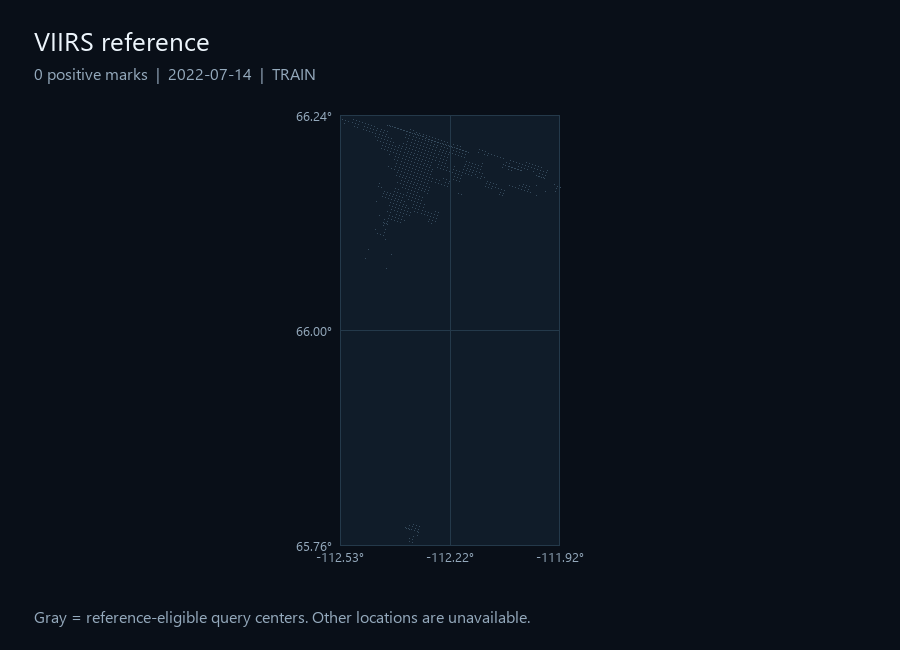 VIIRS reference
0 positive marks | 2022-07-14 | TRAIN
66.24°
66.00°
65.76°
-112.53° -112.22° -111.92°
Gray = reference-eligible query centers. Other locations are unavailable.